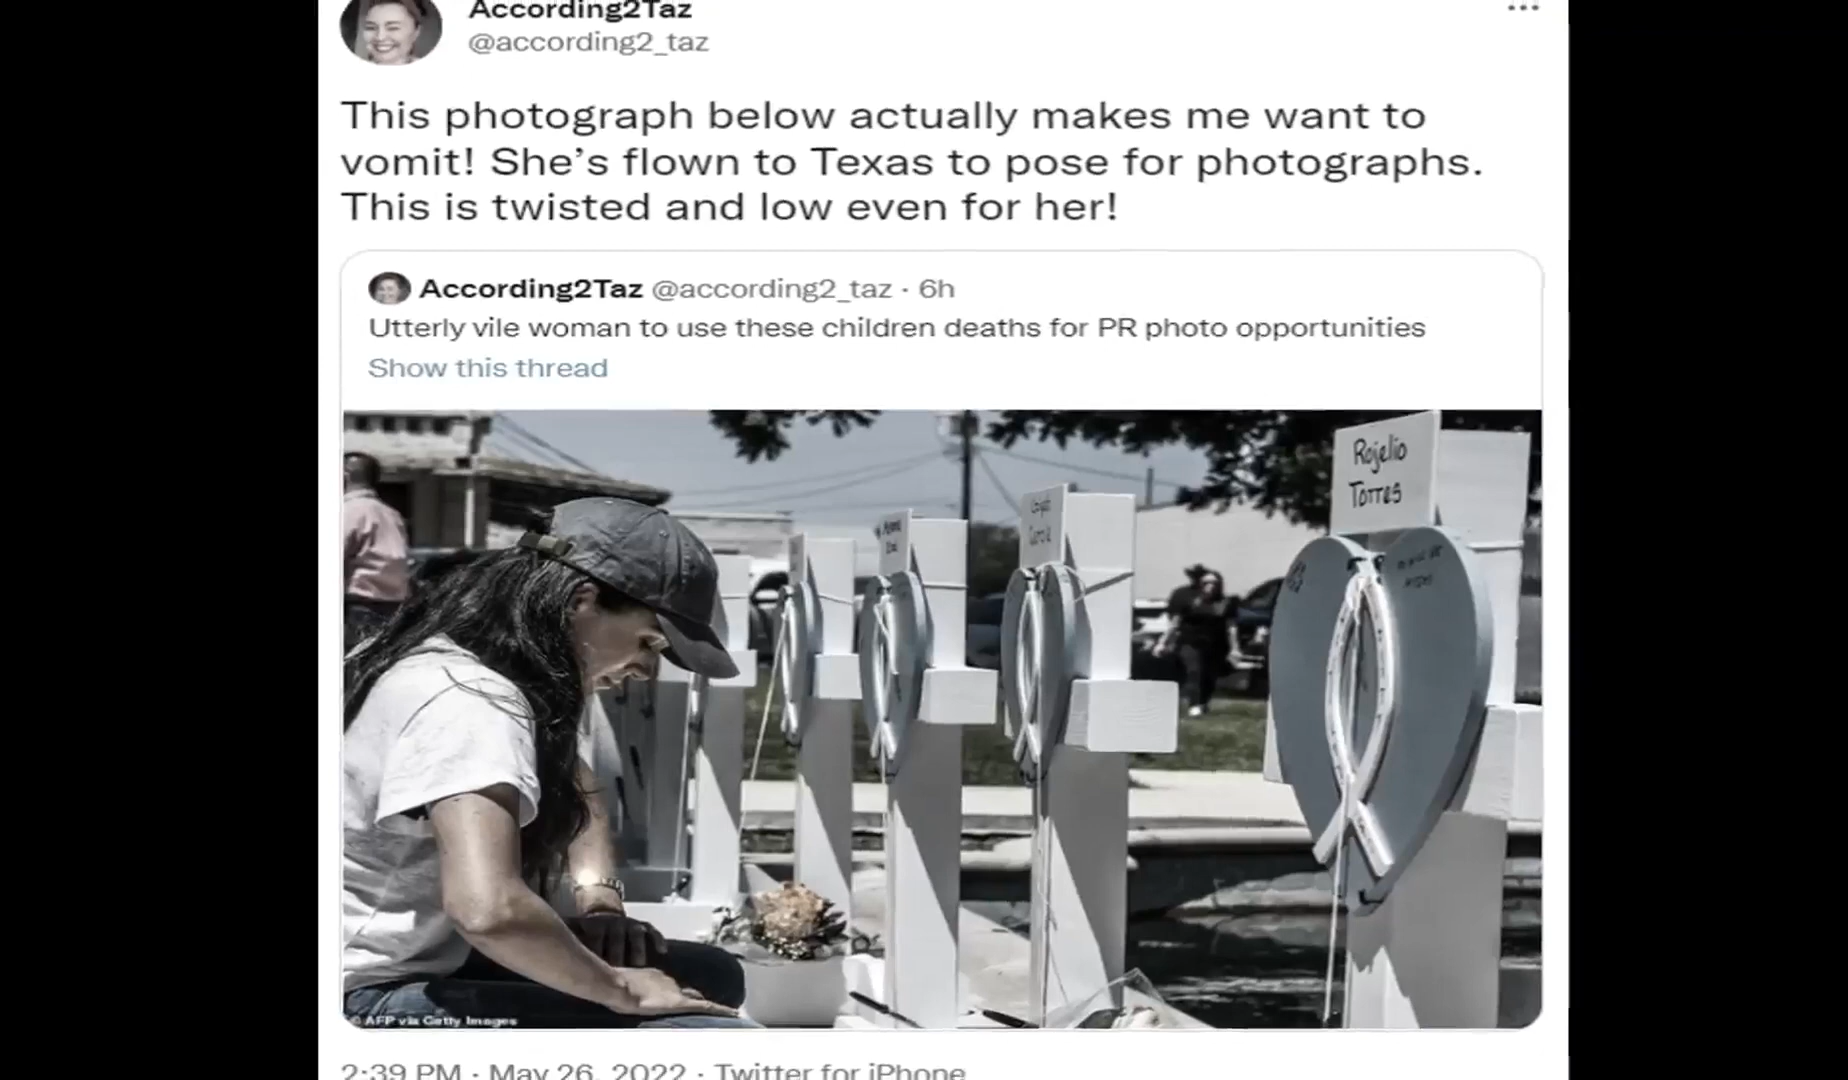 According2Taz
@according2_taz
This photograph below actually makes me want to
vomit! She's flown to Texas to pose for photographs.
This is twisted and low even for her!
According2Taz @according2_taz · 6h
Utterly vile woman to use these children deaths for PR photo opportunities
Show this thread
Rojelio
Torres
© AFP via Getty Images
2:39 PM · May 26, 2022 · Twitter for iPhone